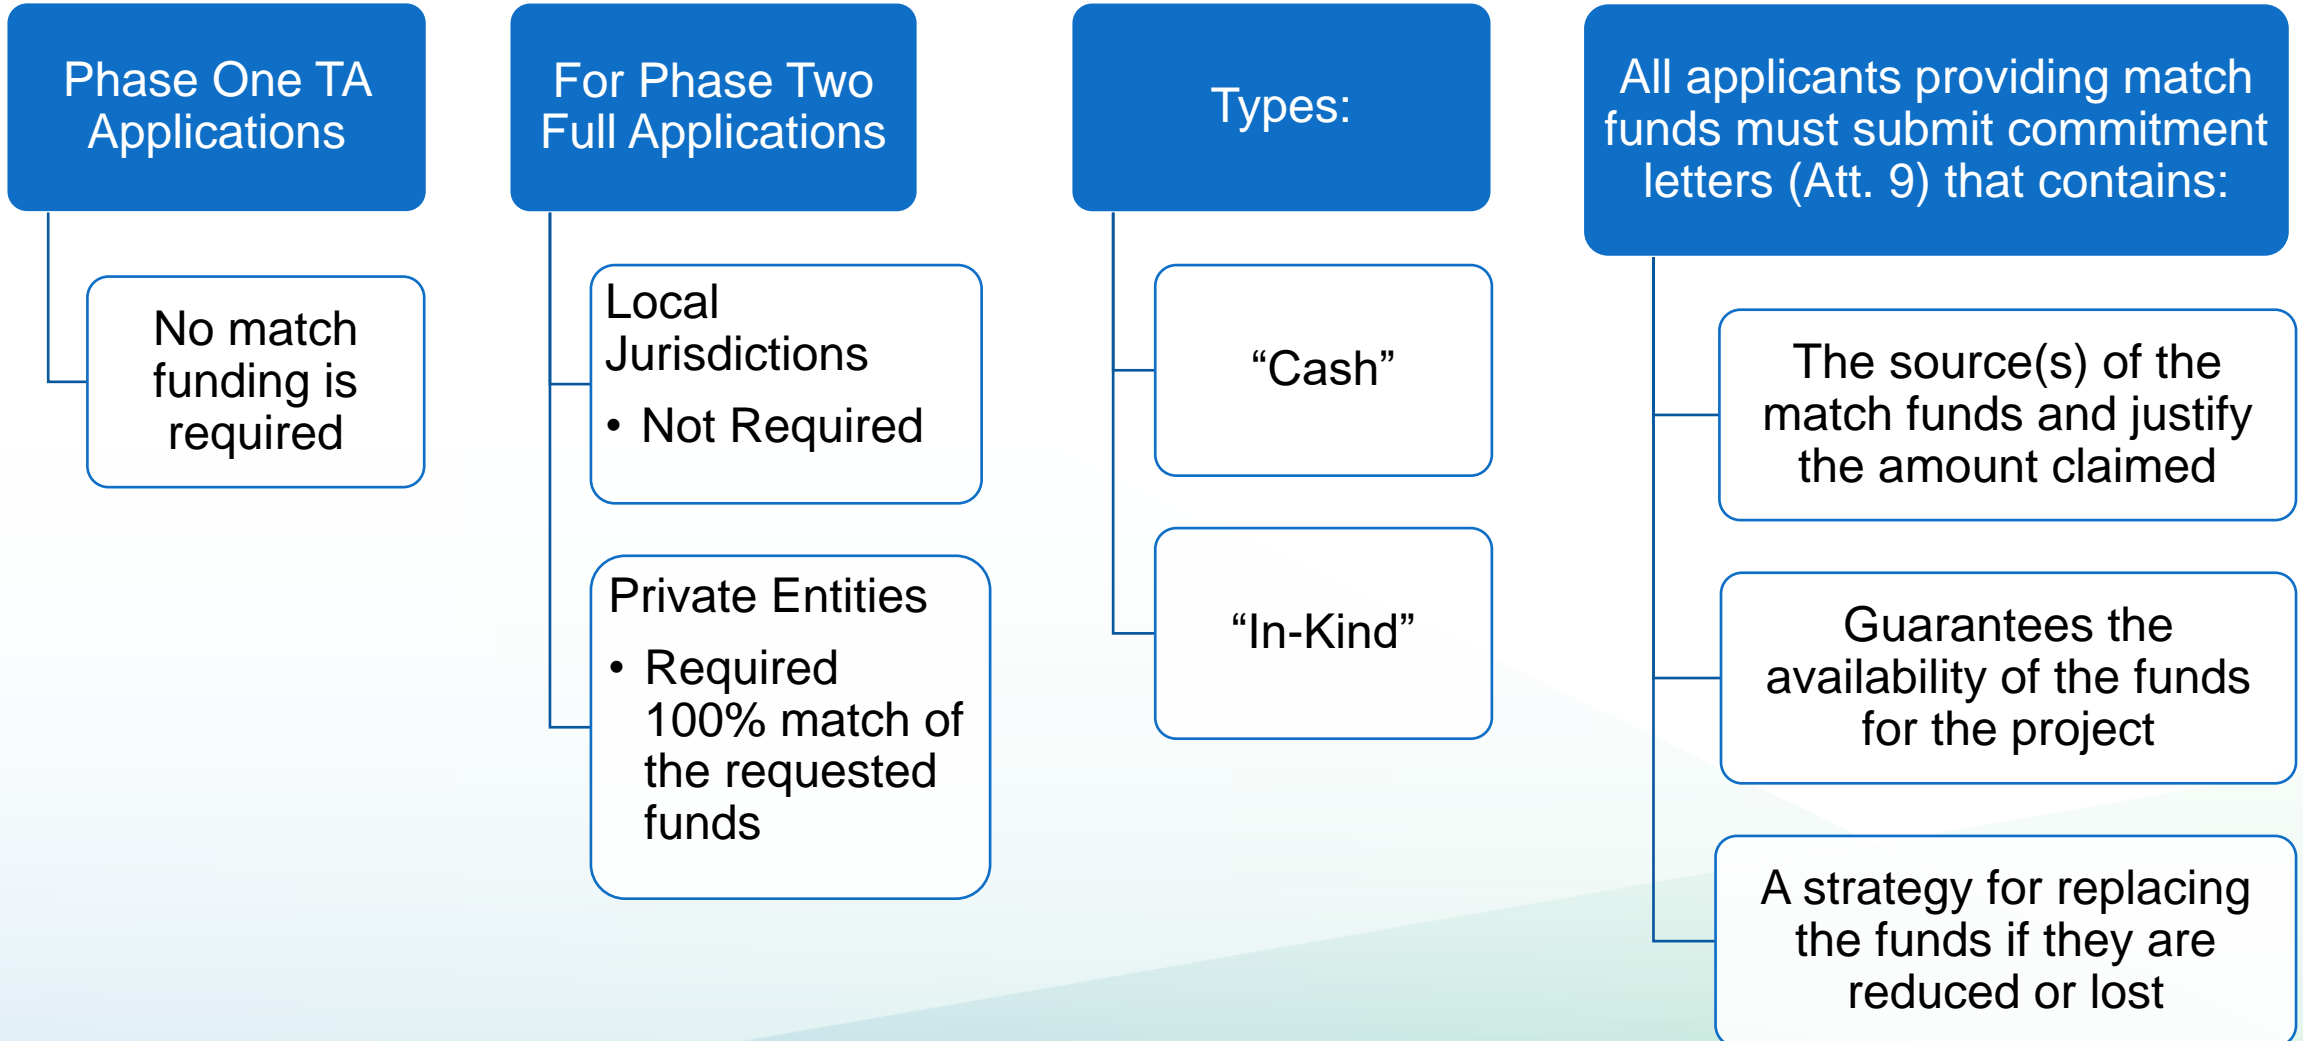 Phase One TA
Applications
No match
funding is
required
For Phase Two
Full Applications
Local
Jurisdictions
• Not Required
Private Entities
• Required
100% match of
the requested
funds
Types:
“Cash”
“In-Kind”
All applicants providing match
funds must submit commitment
letters (Att. 9) that contains:
The source(s) of the
match funds and justify
the amount claimed
Guarantees the
availability of the funds
for the project
A strategy for replacing
the funds if they are
reduced or lost